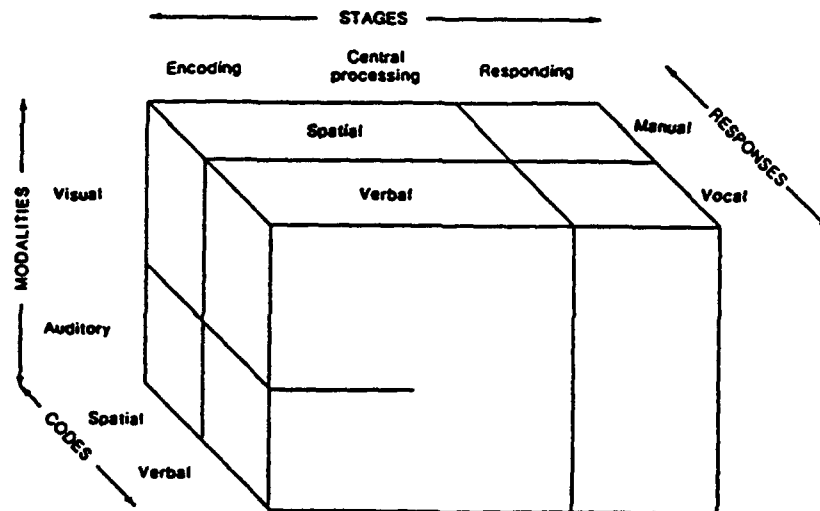 STAGES
Encoding
Central
processing
Responding
Spatial
Manual
RESPONSES
MODALITIES
Visual
Verbal
Vocal
Auditory
Spatial
CODES
Verbal